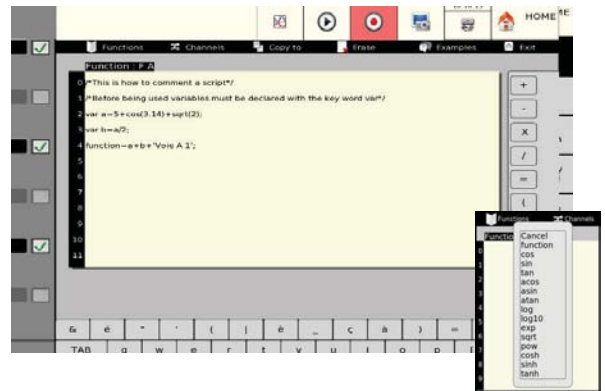 HOME
Functions Channels Copy to Erase Examples Exit
Function : F A
0 /*This is how to comment a script*/
1 /*Before being used variables must be declared with the key word var*/
2 var a=5+cos(3.14)+sqrt(2);
3 var b=a/2;
4 function=a+b+'Voie A 1';
5
6
7
8
9
10
11
+
-
X
/
=
(
& é " ' ( | è _ ç à ) =
TAB q w e r t y u i o p
Functions Channels
Functio
Cancel
function
cos
sin
tan
acos
asin
atan
log
log10
exp
sqrt
pow
cosh
sinh
tanh